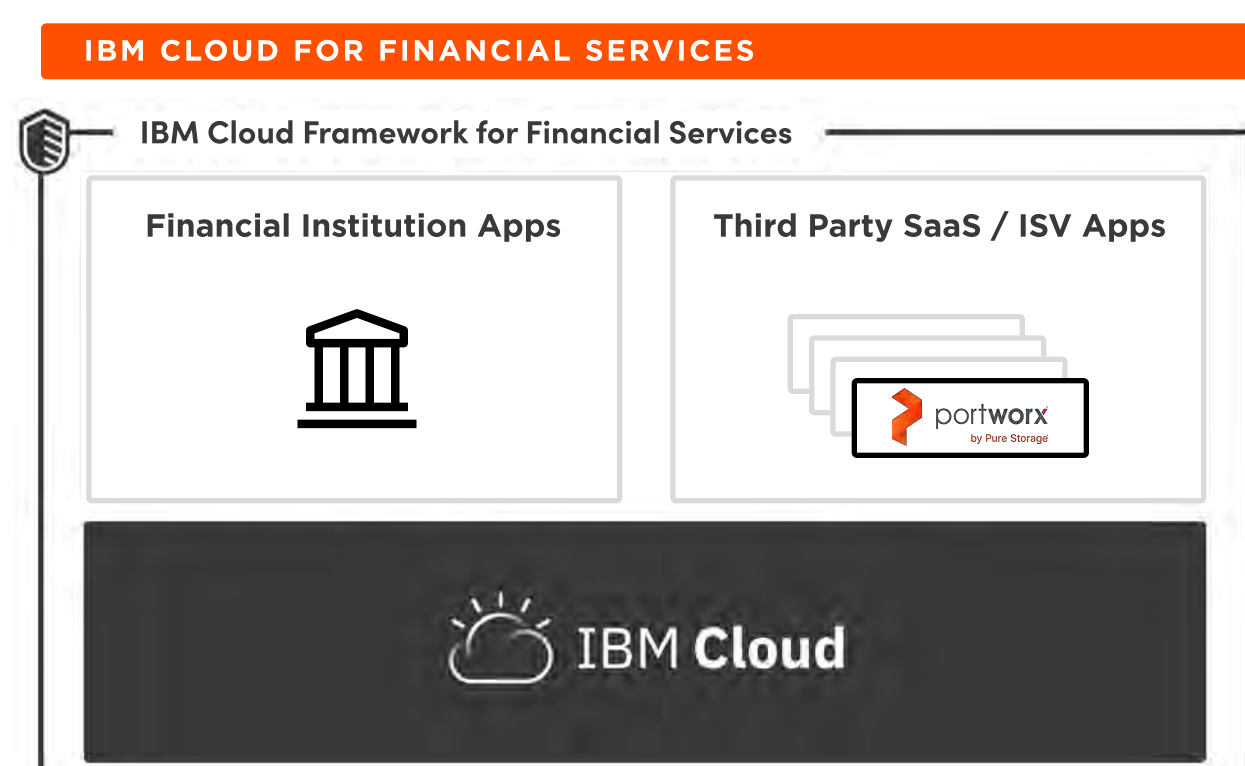 IBM CLOUD FOR FINANCIAL SERVICES
IBM Cloud Framework for Financial Services
Financial Institution Apps
Third Party SaaS / ISV Apps
portworx
by Pure Storage
IBM Cloud